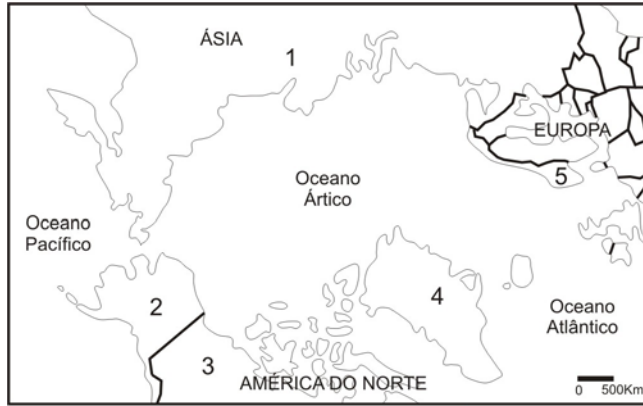 ÁSIA
1
EUROPA
5
Oceano
Ártico
Oceano
Pacífico
2
4
Oceano
Atlântico
3
AMÉRICA DO NORTE
0 500Km